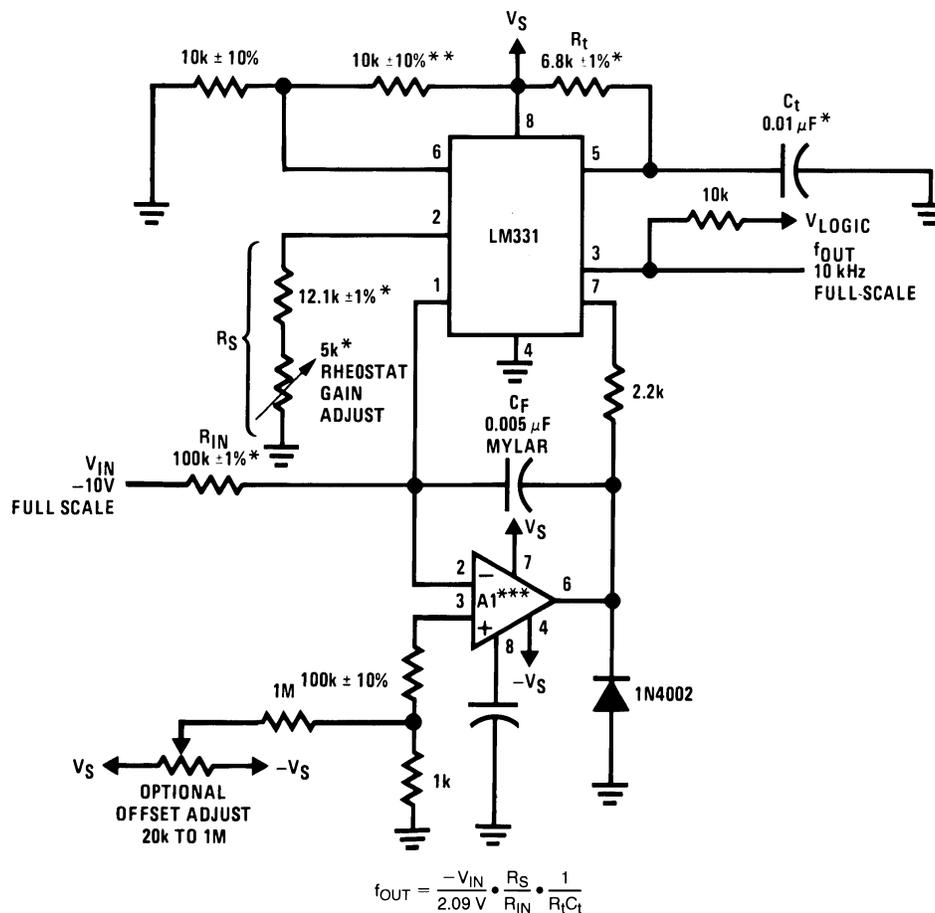 VS
10k ±10%
10k ±10%**
Rt
6.8k ±1%*
Ct
0.01 µF*
8
6
5
2
LM331
10k
VLOGIC
3
fOUT
10 kHz
FULL-SCALE
1
7
12.1k ±1%*
RS
5k*
RHEOSTAT
GAIN
ADJUST
4
2.2k
CF
0.005 µF
MYLAR
RIN
100k ±1%*
VIN
–10V
FULL SCALE
VS
7
2
–
6
3
A1***
+
4
8
–VS
100k ±10%
1M
1N4002
VS
–VS
1k
OPTIONAL
OFFSET ADJUST
20k TO 1M
fOUT = –VIN / 2.09 V • RS / RIN • 1 / RtCt